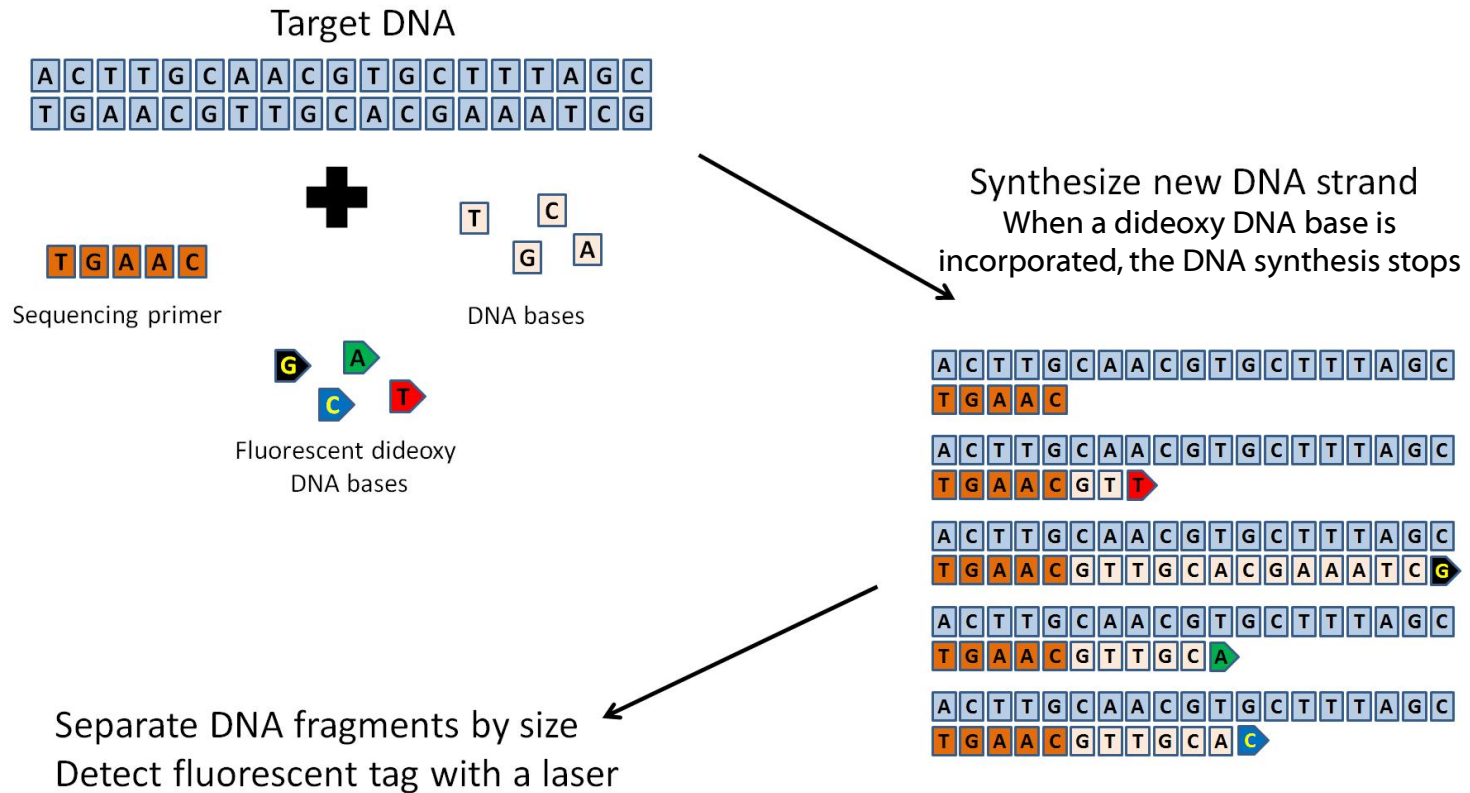 Target DNA
A C T T G C A A C G T G C T T T A G C
T G A A C G T T G C A C G A A A T C G
T G A A C
Sequencing primer
T C G A
DNA bases
G A C T
Fluorescent dideoxy
DNA bases
Synthesize new DNA strand
When a dideoxy DNA base is
incorporated, the DNA synthesis stops
A C T T G C A A C G T G C T T T A G C
T G A A C
A C T T G C A A C G T G C T T T A G C
T G A A C G T T
A C T T G C A A C G T G C T T T A G C
T G A A C G T T G C A C G A A A T C G
A C T T G C A A C G T G C T T T A G C
T G A A C G T T G C A
A C T T G C A A C G T G C T T T A G C
T G A A C G T T G C A C
Separate DNA fragments by size
Detect fluorescent tag with a laser